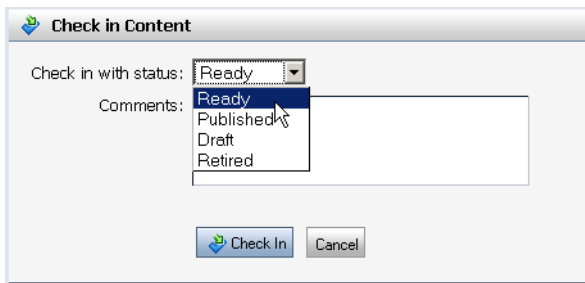 Check in Content
Check in with status: Ready
Comments:
Ready
Published
Draft
Retired
Check In
Cancel